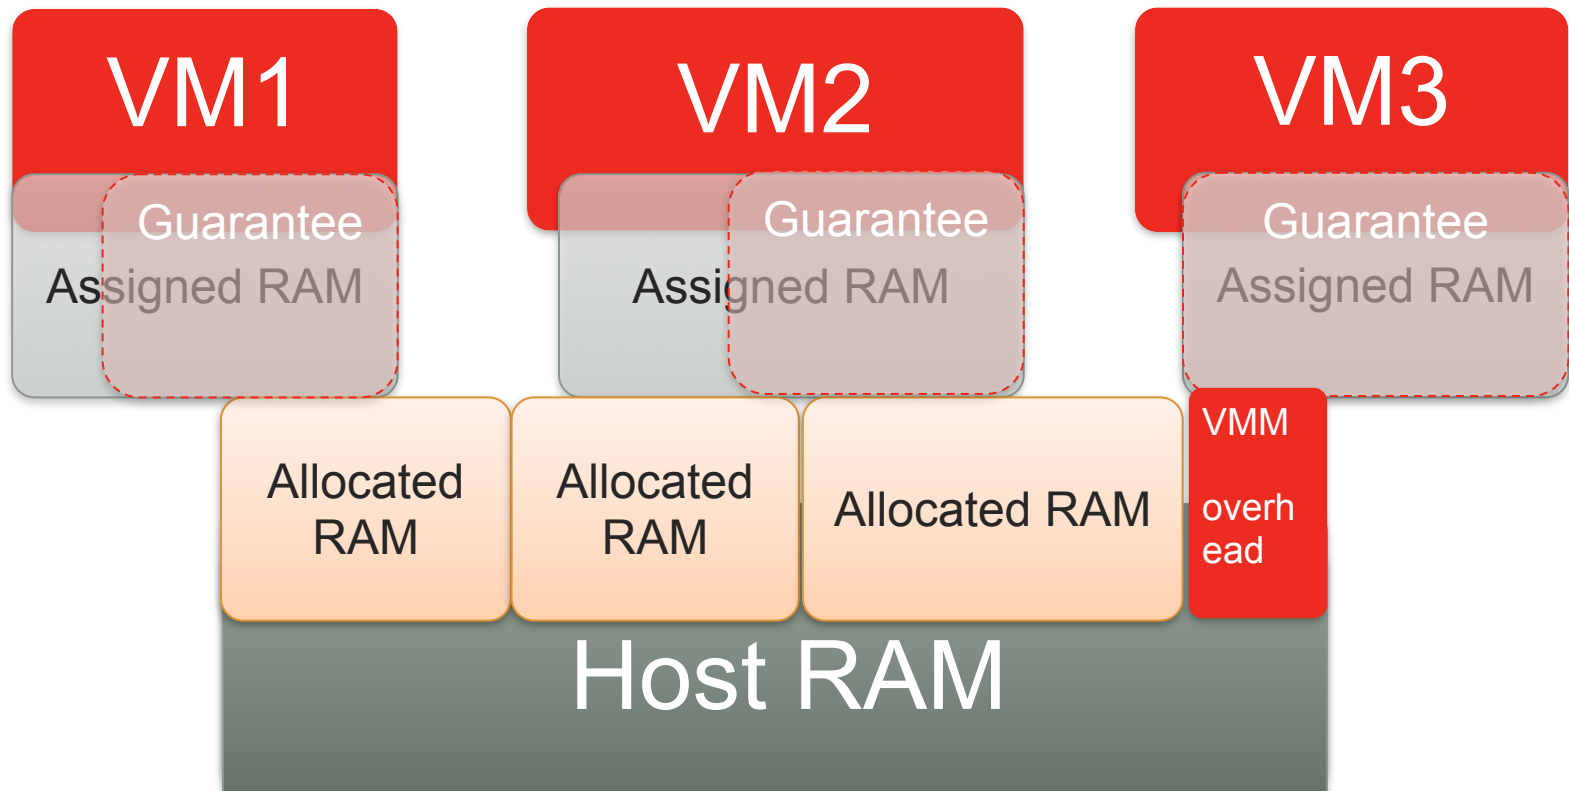 VM1
VM2
VM3
Guarantee
Guarantee
Guarantee
Assigned RAM
Assigned RAM
Assigned RAM
Allocated
RAM
Allocated
RAM
Allocated RAM
VMM
overh
ead
Host RAM